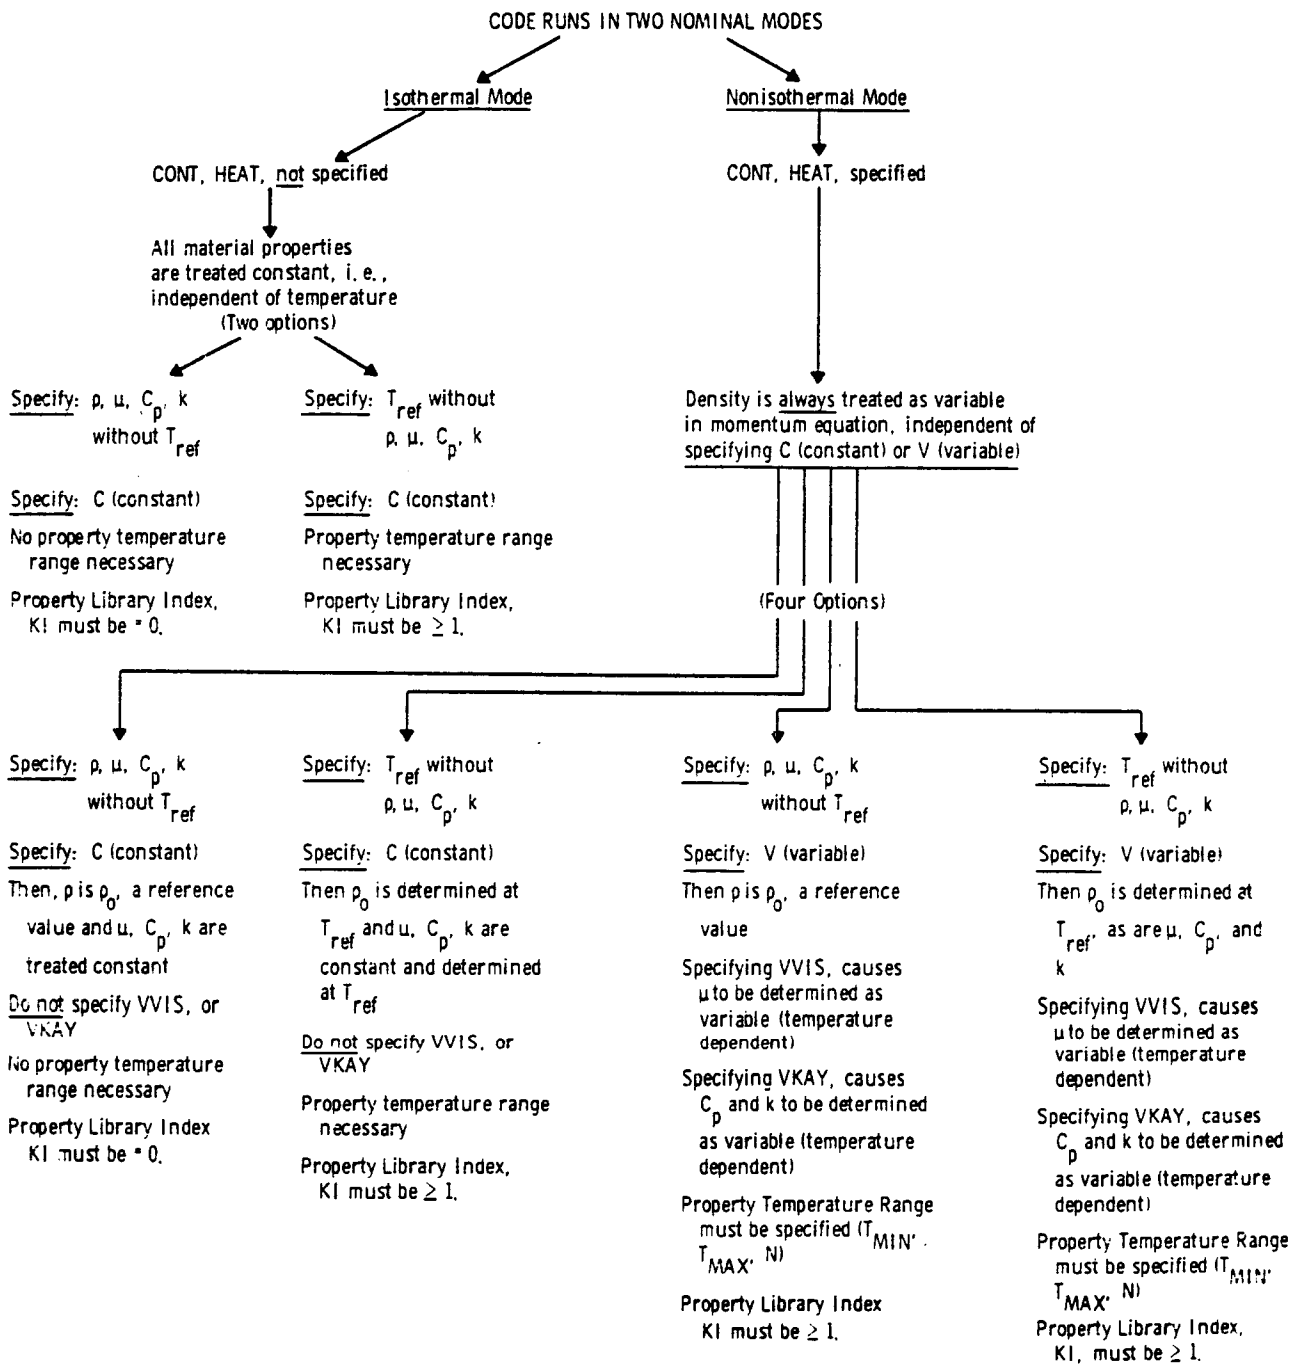 CODE RUNS IN TWO NOMINAL MODES
Isothermal Mode
Nonisothermal Mode
CONT, HEAT, not specified
CONT, HEAT, specified
All material properties
are treated constant, i.e.,
independent of temperature
(Two options)
Specify: ρ, μ, Cp, k
without Tref
Specify: C (constant)
No property temperature
range necessary
Property Library Index,
KI must be = 0.
Specify: Tref without
ρ, μ, Cp, k
Specify: C (constant)
Property temperature range
necessary
Property Library Index,
KI must be ≥ 1.
Density is always treated as variable
in momentum equation, independent of
specifying C (constant) or V (variable)
(Four Options)
Specify: ρ, μ, Cp, k
without Tref
Specify: C (constant)
Then, ρ is ρo, a reference
value and μ, Cp, k are
treated constant
Do not specify VVIS, or
VKAY
No property temperature
range necessary
Property Library Index
KI must be = 0.
Specify: Tref without
ρ, μ, Cp, k
Specify: C (constant)
Then ρo is determined at
Tref and μ, Cp, k are
constant and determined
at Tref
Do not specify VVIS, or
VKAY
Property temperature range
necessary
Property Library Index,
KI must be ≥ 1.
Specify: ρ, μ, Cp, k
without Tref
Specify: V (variable)
Then ρ is ρo, a reference
value
Specifying VVIS, causes
μ to be determined as
variable (temperature
dependent)
Specifying VKAY, causes
Cp and k to be determined
as variable (temperature
dependent)
Property Temperature Range
must be specified (TMIN,
TMAX, N)
Property Library Index
KI must be ≥ 1.
Specify: Tref without
ρ, μ, Cp, k
Specify: V (variable)
Then ρo is determined at
Tref, as are μ, Cp, and
k
Specifying VVIS, causes
μ to be determined as
variable (temperature
dependent)
Specifying VKAY, causes
Cp and k to be determined
as variable (temperature
dependent)
Property Temperature Range
must be specified (TMIN,
TMAX, N)
Property Library Index,
KI, must be ≥ 1.